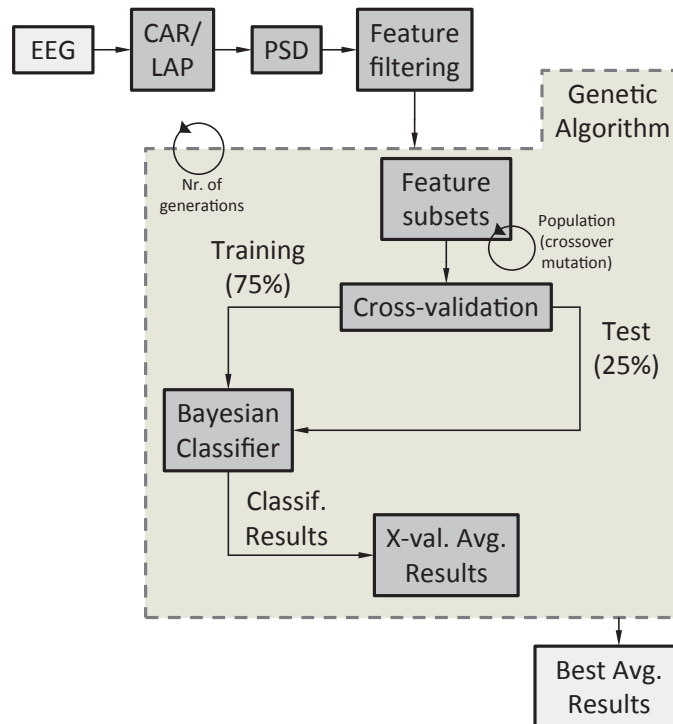 EEG
CAR/
LAP
PSD
Feature
filtering
Genetic
Algorithm
Nr. of
generations
Feature
subsets
Population
(crossover
mutation)
Training
(75%)
Cross-validation
Test
(25%)
Bayesian
Classifier
Classif.
Results
X-val. Avg.
Results
Best Avg.
Results